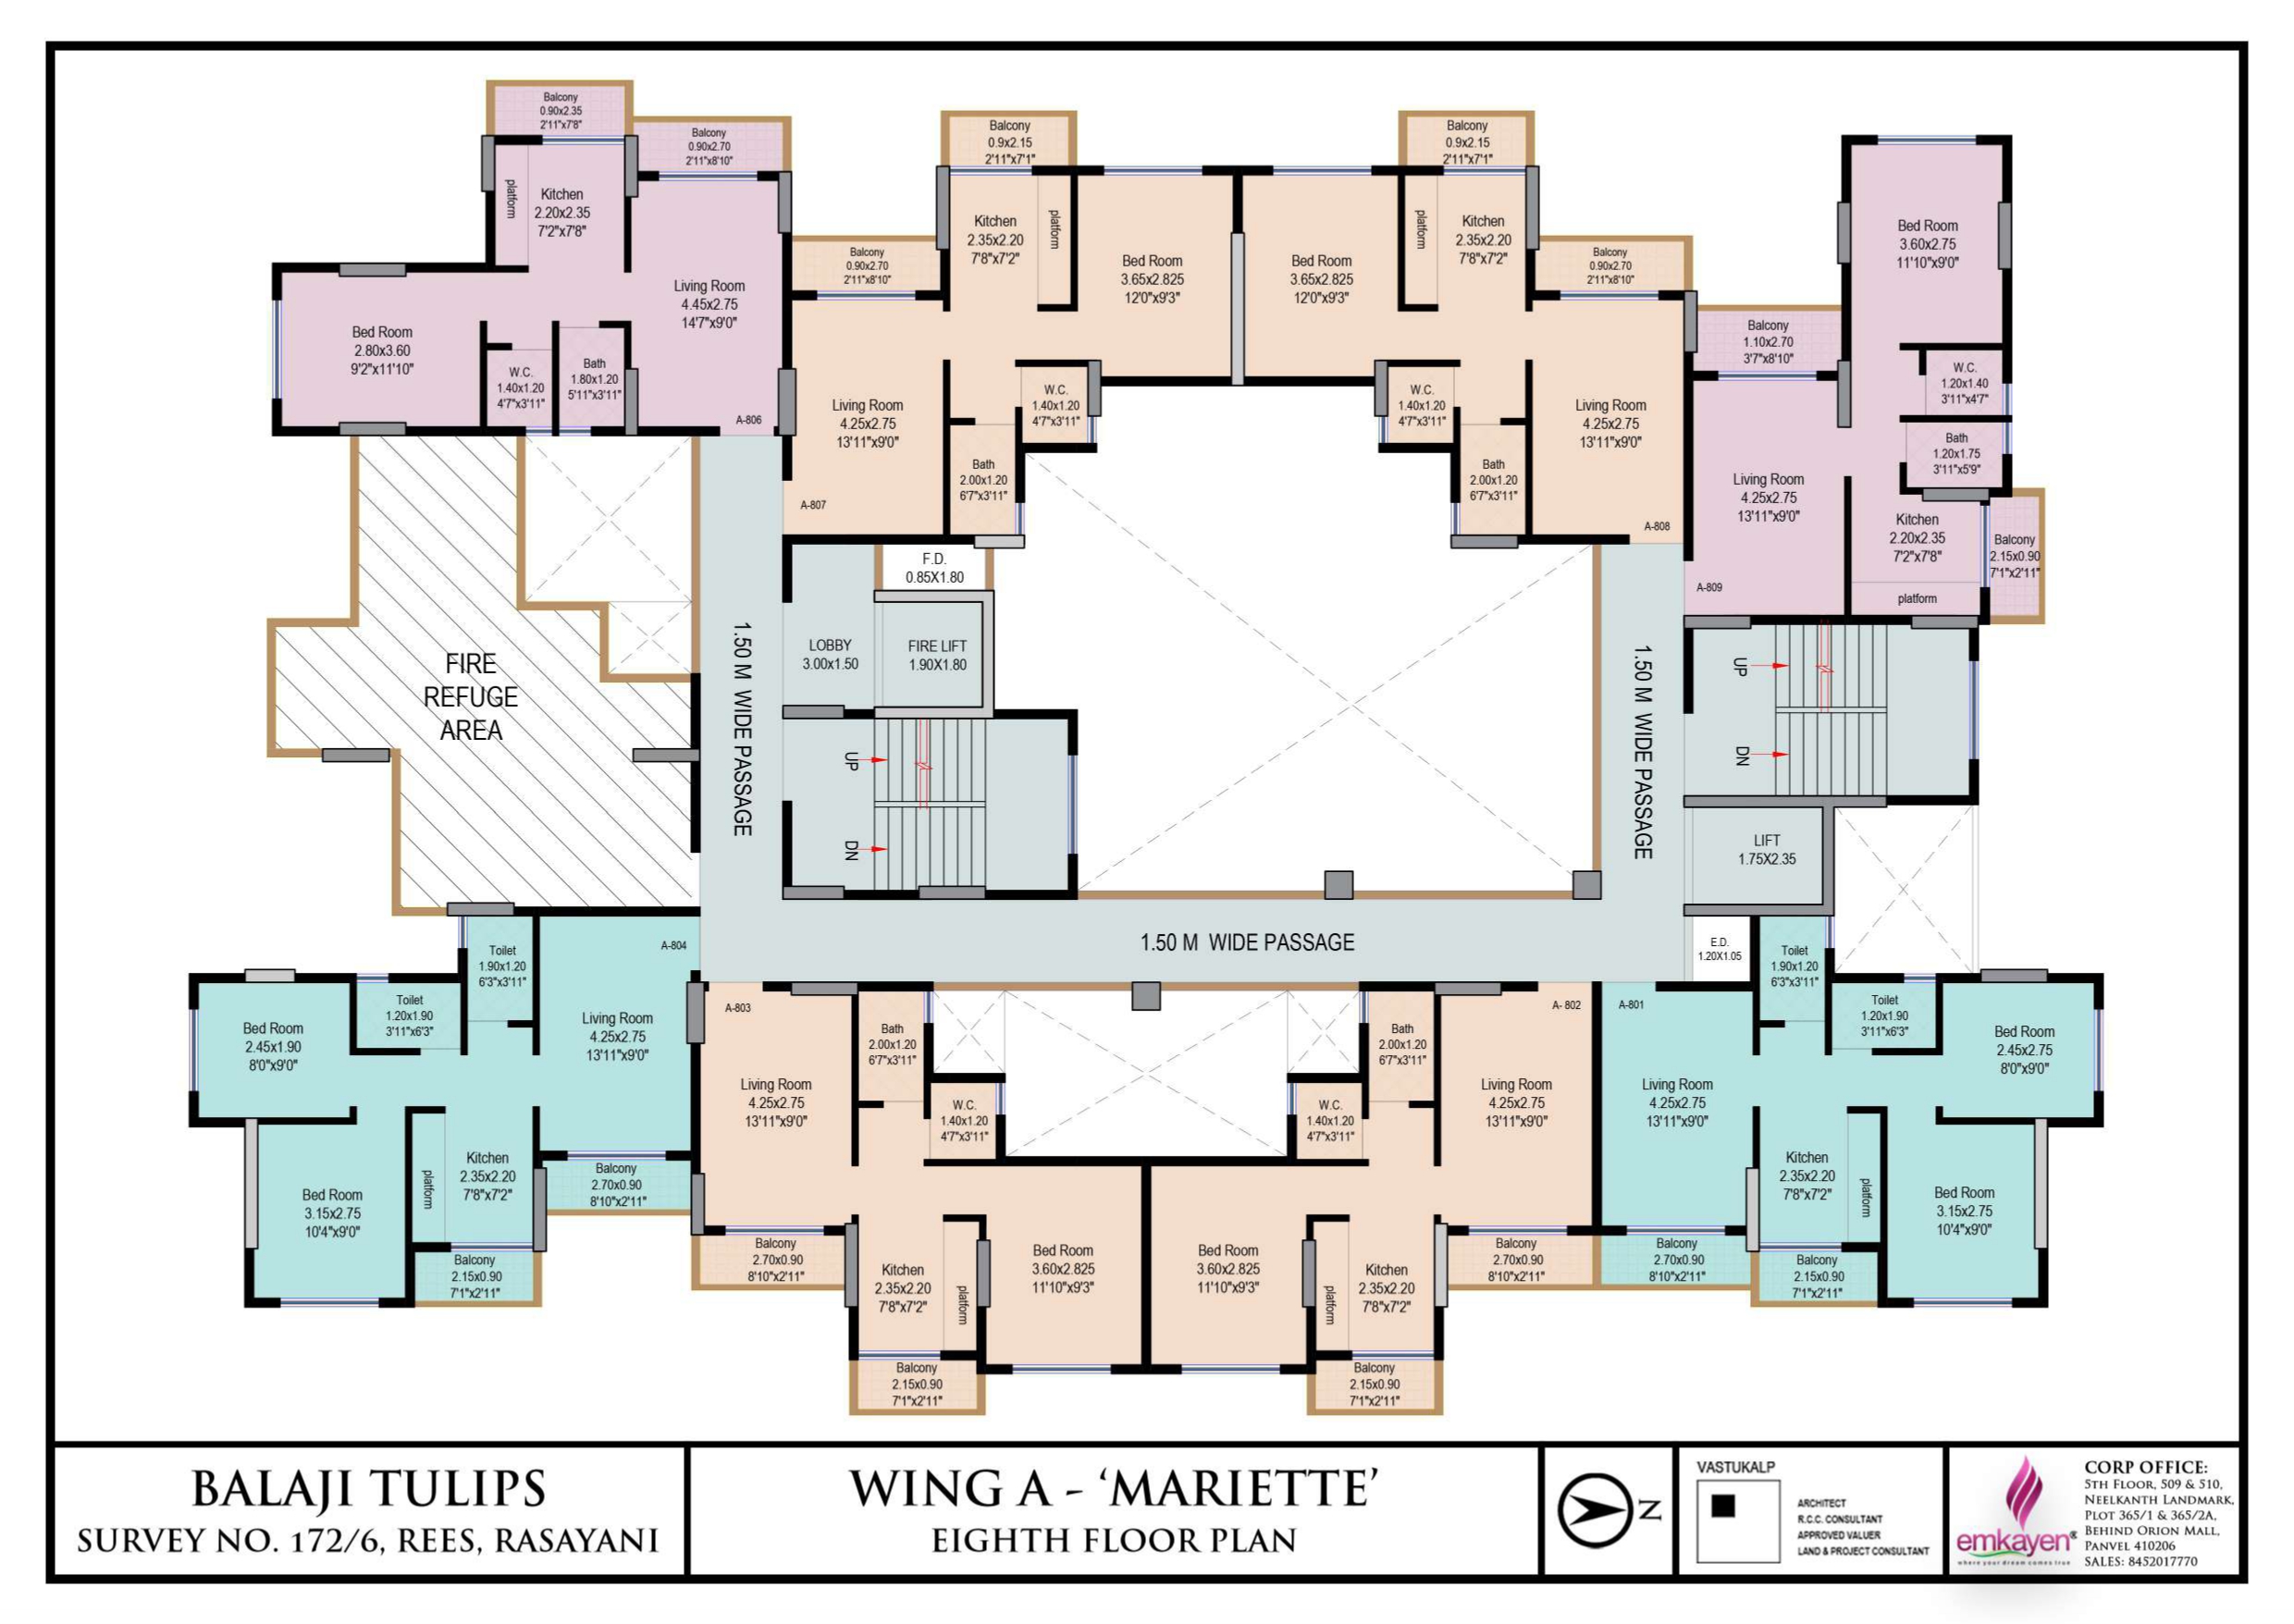 Balcony
0.90x2.35
2'11"x7'8"
Balcony
0.90x2.70
2'11"x8'10"
platform
Kitchen
2.20x2.35
7'2"x7'8"
Living Room
4.45x2.75
14'7"x9'0"
Bed Room
2.80x3.60
9'2"x11'10"
W.C.
1.40x1.20
4'7"x3'11"
Bath
1.80x1.20
5'11"x3'11"
A-806
Balcony
0.9x2.15
2'11"x7'1"
Balcony
0.90x2.70
2'11"x8'10"
Kitchen
2.35x2.20
7'8"x7'2"
platform
Bed Room
3.65x2.825
12'0"x9'3"
Living Room
4.25x2.75
13'11"x9'0"
W.C.
1.40x1.20
4'7"x3'11"
Bath
2.00x1.20
6'7"x3'11"
A-807
Balcony
0.9x2.15
2'11"x7'1"
Bed Room
3.65x2.825
12'0"x9'3"
platform
Kitchen
2.35x2.20
7'8"x7'2"
Balcony
0.90x2.70
2'11"x8'10"
W.C.
1.40x1.20
4'7"x3'11"
Bath
2.00x1.20
6'7"x3'11"
Living Room
4.25x2.75
13'11"x9'0"
A-808
Bed Room
3.60x2.75
11'10"x9'0"
Balcony
1.10x2.70
3'7"x8'10"
W.C.
1.20x1.40
3'11"x4'7"
Bath
1.20x1.75
3'11"x5'9"
Living Room
4.25x2.75
13'11"x9'0"
Kitchen
2.20x2.35
7'2"x7'8"
Balcony
2.15x0.90
7'1"x2'11"
A-809
platform
F.D.
0.85X1.80
LOBBY
3.00x1.50
FIRE LIFT
1.90X1.80
FIRE
REFUGE
AREA
1.50 M WIDE PASSAGE
UP
DN
1.50 M WIDE PASSAGE
UP
DN
LIFT
1.75X2.35
1.50 M WIDE PASSAGE
E.D.
1.20X1.05
A-804
Toilet
1.90x1.20
6'3"x3'11"
Toilet
1.20x1.90
3'11"x6'3"
Bed Room
2.45x1.90
8'0"x9'0"
Living Room
4.25x2.75
13'11"x9'0"
Bed Room
3.15x2.75
10'4"x9'0"
platform
Kitchen
2.35x2.20
7'8"x7'2"
Balcony
2.70x0.90
8'10"x2'11"
Balcony
2.15x0.90
7'1"x2'11"
A-803
Bath
2.00x1.20
6'7"x3'11"
Living Room
4.25x2.75
13'11"x9'0"
W.C.
1.40x1.20
4'7"x3'11"
Balcony
2.70x0.90
8'10"x2'11"
Kitchen
2.35x2.20
7'8"x7'2"
platform
Bed Room
3.60x2.825
11'10"x9'3"
Balcony
2.15x0.90
7'1"x2'11"
A- 802
Bath
2.00x1.20
6'7"x3'11"
W.C.
1.40x1.20
4'7"x3'11"
Living Room
4.25x2.75
13'11"x9'0"
Bed Room
3.60x2.825
11'10"x9'3"
platform
Kitchen
2.35x2.20
7'8"x7'2"
Balcony
2.70x0.90
8'10"x2'11"
Balcony
2.15x0.90
7'1"x2'11"
A-801
Toilet
1.90x1.20
6'3"x3'11"
Toilet
1.20x1.90
3'11"x6'3"
Bed Room
2.45x2.75
8'0"x9'0"
Living Room
4.25x2.75
13'11"x9'0"
Kitchen
2.35x2.20
7'8"x7'2"
platform
Bed Room
3.15x2.75
10'4"x9'0"
Balcony
2.70x0.90
8'10"x2'11"
Balcony
2.15x0.90
7'1"x2'11"
BALAJI TULIPS
SURVEY NO. 172/6, REES, RASAYANI
WING A - ‘MARIETTE’
EIGHTH FLOOR PLAN
N
VASTUKALP
ARCHITECT
R.C.C. CONSULTANT
APPROVED VALUER
LAND & PROJECT CONSULTANT
emkayen®
where your dream comes true
CORP OFFICE:
5TH FLOOR, 509 & 510,
NEELKANTH LANDMARK,
PLOT 365/1 & 365/2A,
BEHIND ORION MALL,
PANVEL 410206
SALES: 8452017770